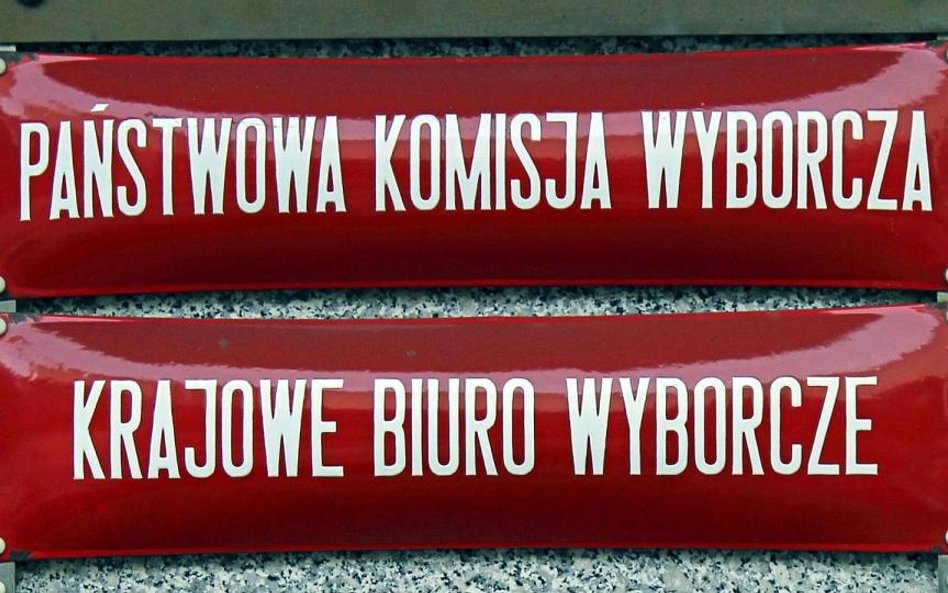 PAŃSTWOWA KOMISJA WYBORCZA
KRAJOWE BIURO WYBORCZE